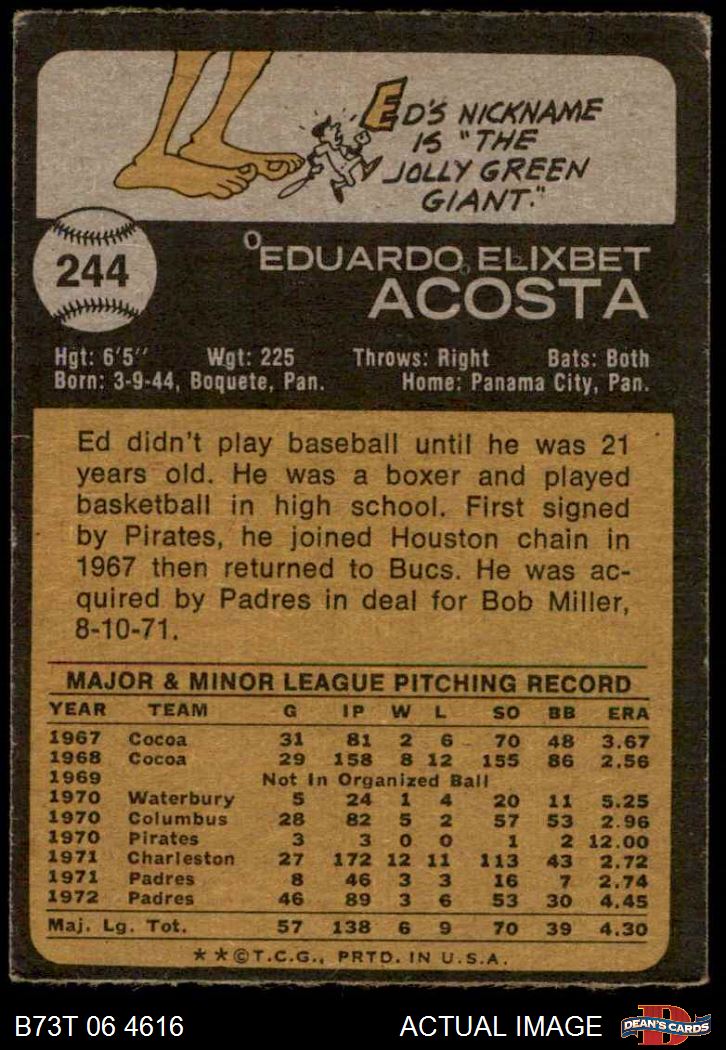 ED'S NICKNAME
IS "THE
JOLLY GREEN
GIANT."
244
EDUARDO ELIXBET
ACOSTA
Hgt: 6'5" Wgt: 225 Throws: Right Bats: Both
Born: 3-9-44, Boquete, Pan. Home: Panama City, Pan.
Ed didn't play baseball until he was 21
years old. He was a boxer and played
basketball in high school. First signed
by Pirates, he joined Houston chain in
1967 then returned to Bucs. He was ac-
quired by Padres in deal for Bob Miller,
8-10-71.
MAJOR & MINOR LEAGUE PITCHING RECORD
YEAR TEAM G IP W L SO BB ERA
1967 Cocoa 31 81 2 6 70 48 3.67
1968 Cocoa 29 158 8 12 155 86 2.56
1969 Not In Organized Ball
1970 Waterbury 5 24 1 4 20 11 5.25
1970 Columbus 28 82 5 2 57 53 2.96
1970 Pirates 3 3 0 0 1 2 12.00
1971 Charleston 27 172 12 11 113 43 2.72
1971 Padres 8 46 3 3 16 7 2.74
1972 Padres 46 89 3 6 53 30 4.45
Maj. Lg. Tot. 57 138 6 9 70 39 4.30
**©T.C.G., PRTD. IN U.S.A.
B73T 06 4616 ACTUAL IMAGE
D
DEAN'S CARDS